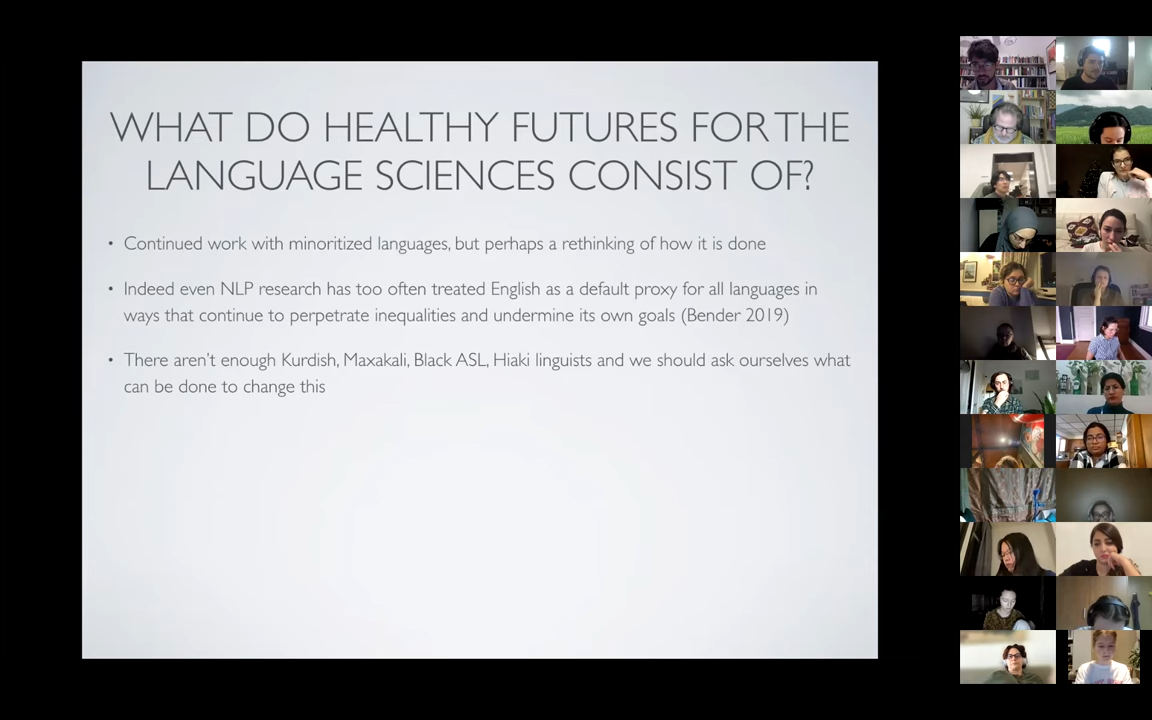 WHAT DO HEALTHY FUTURES FOR THE
LANGUAGE SCIENCES CONSIST OF?
• Continued work with minoritized languages, but perhaps a rethinking of how it is done
• Indeed even NLP research has too often treated English as a default proxy for all languages in
ways that continue to perpetrate inequalities and undermine its own goals (Bender 2019)
• There aren't enough Kurdish, Maxakali, Black ASL, Hiaki linguists and we should ask ourselves what
can be done to change this